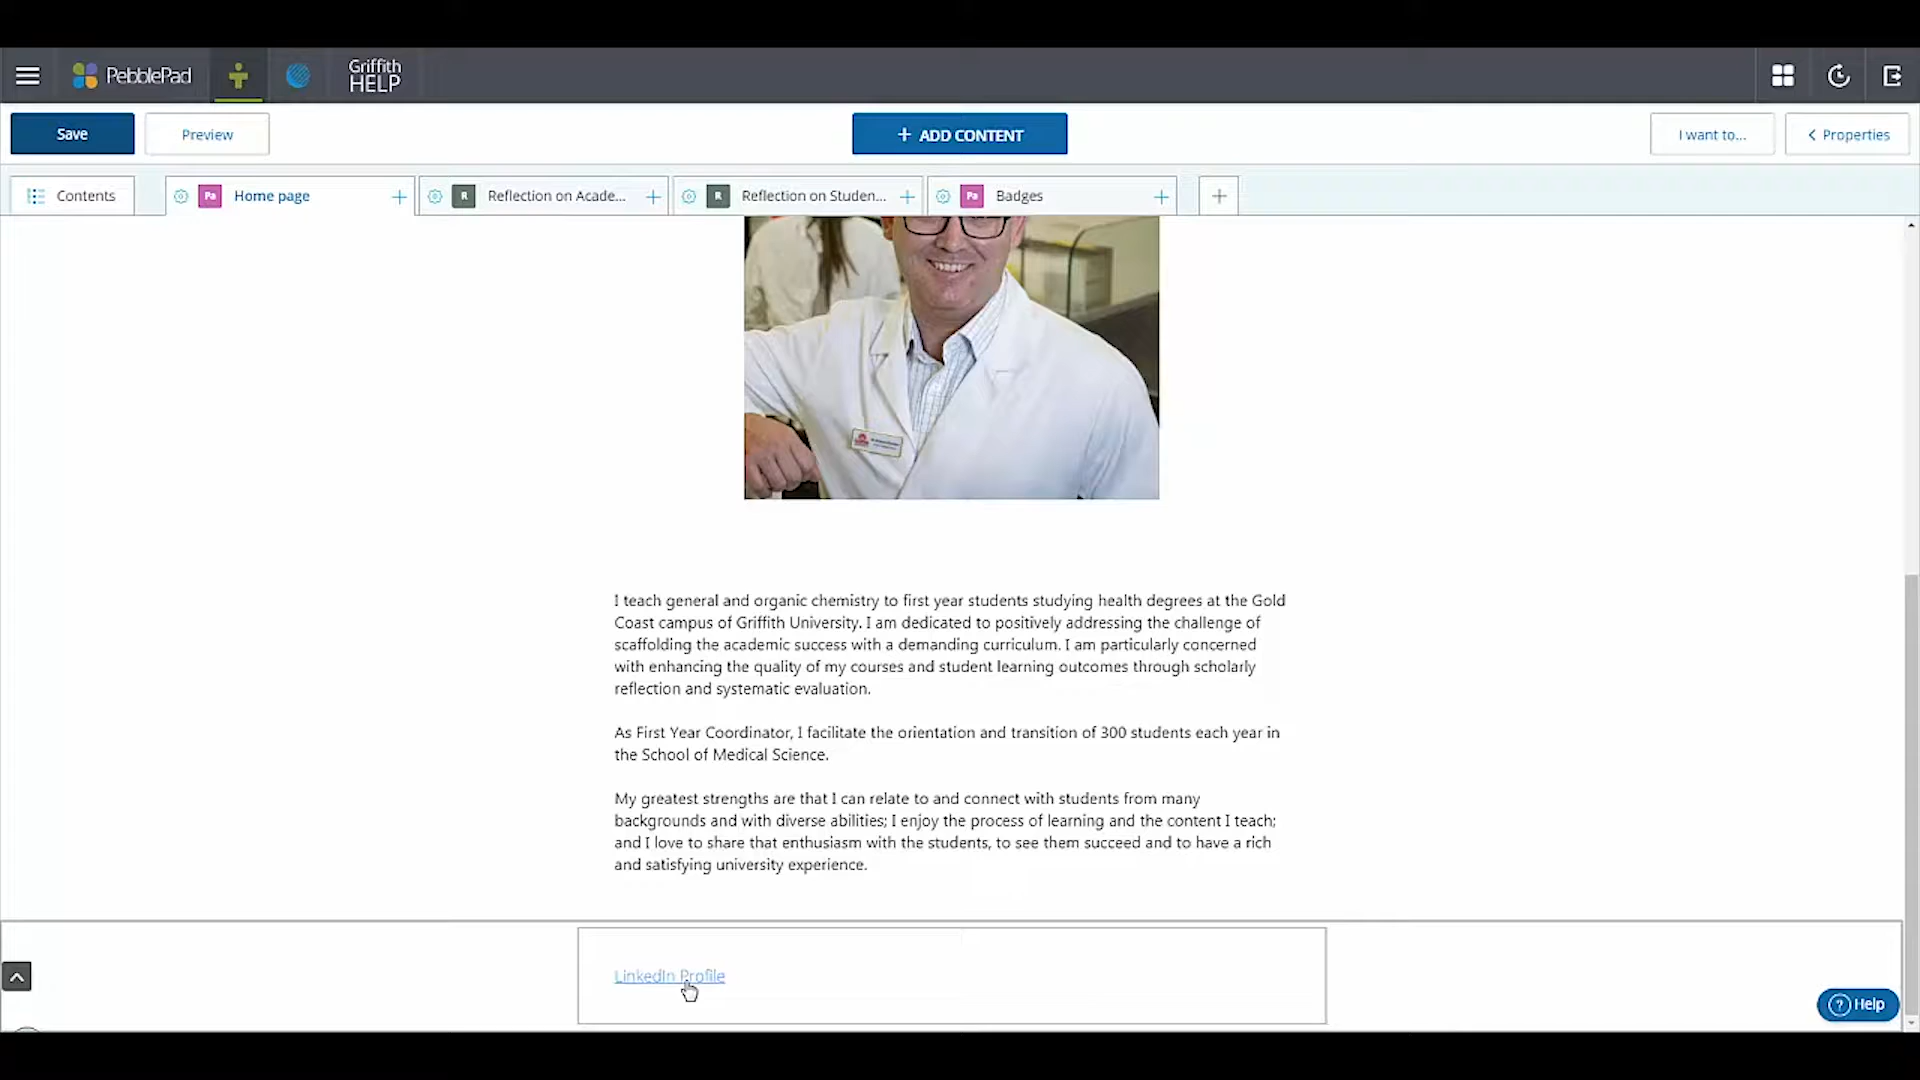 PebblePad
Griffith
HELP
Save
Preview
+ ADD CONTENT
I want to...
< Properties
Contents
Pa
Home page
R
Reflection on Acade...
R
Reflection on Studen...
Pa
Badges
I teach general and organic chemistry to first year students studying health degrees at the Gold
Coast campus of Griffith University. I am dedicated to positively addressing the challenge of
scaffolding the academic success with a demanding curriculum. I am particularly concerned
with enhancing the quality of my courses and student learning outcomes through scholarly
reflection and systematic evaluation.
As First Year Coordinator, I facilitate the orientation and transition of 300 students each year in
the School of Medical Science.
My greatest strengths are that I can relate to and connect with students from many
backgrounds and with diverse abilities; I enjoy the process of learning and the content I teach;
and I love to share that enthusiasm with the students, to see them succeed and to have a rich
and satisfying university experience.
LinkedIn Profile
? Help